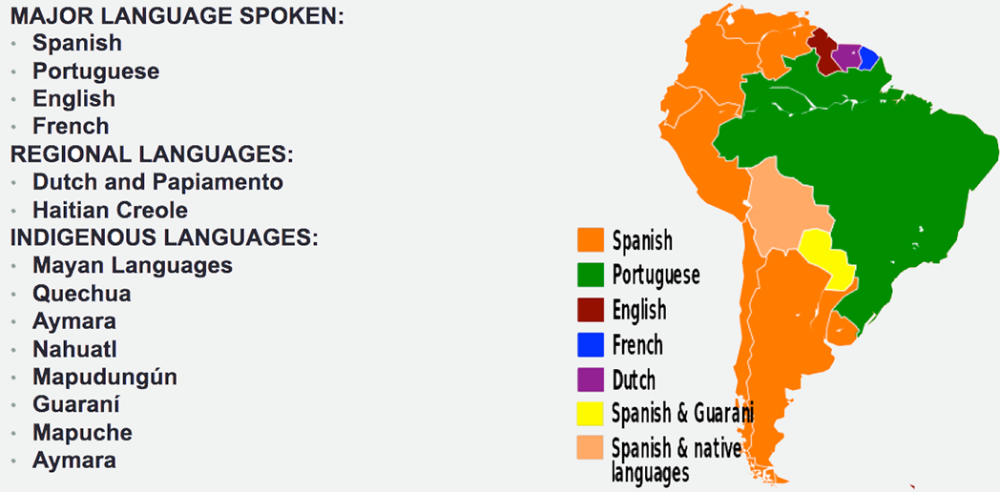 MAJOR LANGUAGE SPOKEN:
Spanish
Portuguese
English
French
REGIONAL LANGUAGES:
Dutch and Papiamento
Haitian Creole
INDIGENOUS LANGUAGES:
Mayan Languages
Quechua
Aymara
Nahuatl
Mapudungún
Guaraní
Mapuche
Aymara
Spanish
Portuguese
English
French
Dutch
Spanish & Guarani
Spanish & native
languages